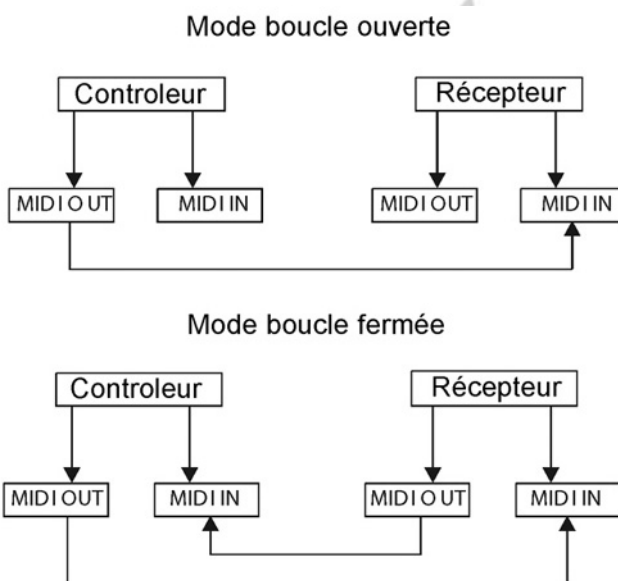 Mode boucle ouverte
Controleur Récepteur
MIDI OUT MIDI IN MIDI OUT MIDI IN
Mode boucle fermée
Controleur Récepteur
MIDI OUT MIDI IN MIDI OUT MIDI IN